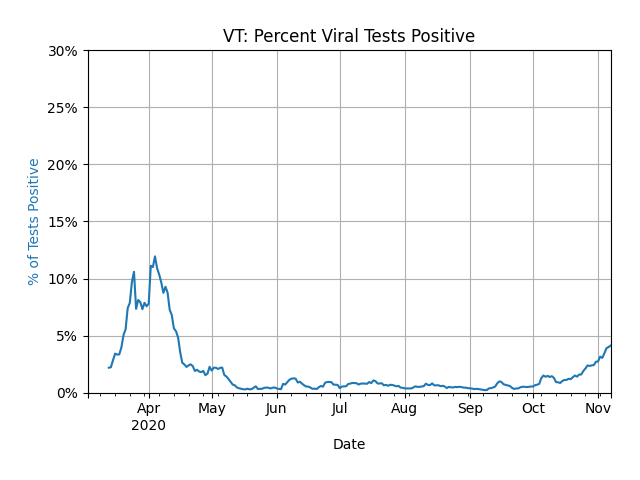 VT: Percent Viral Tests Positive
30%
25%
20%
15%
10%
5%
0%
% of Tests Positive
Apr May Jun Jul Aug Sep Oct Nov
2020
Date